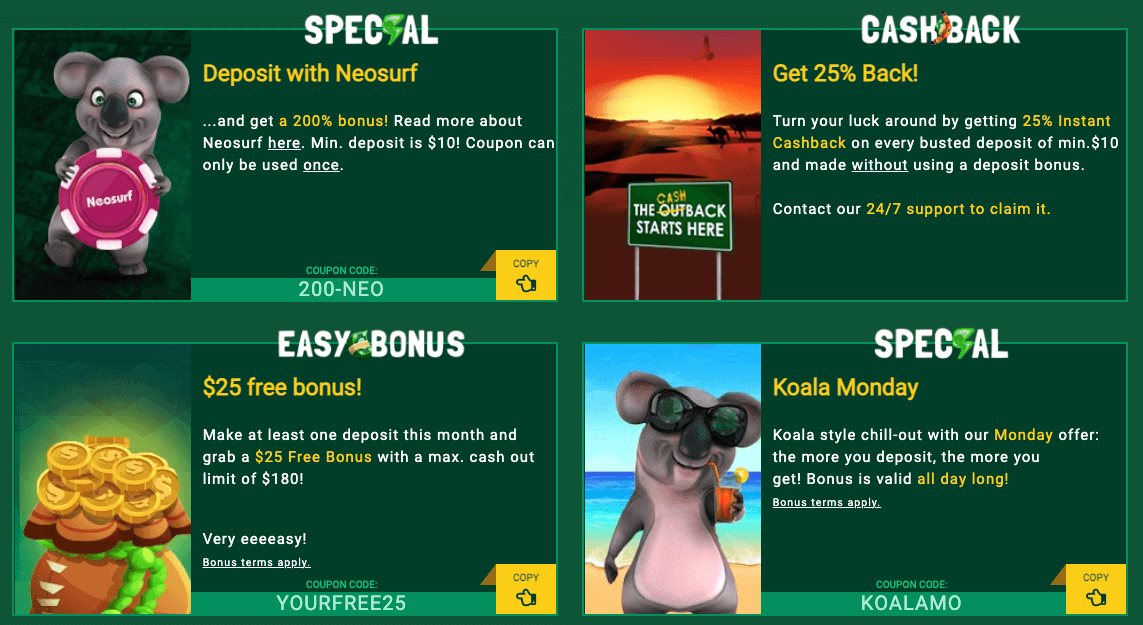 SPECIAL
Deposit with Neosurf
...and get a 200% bonus! Read more about
Neosurf here. Min. deposit is $10! Coupon can
only be used once.
Neosurf
COUPON CODE:
200-NEO
COPY
CASHBACK
Get 25% Back!
Turn your luck around by getting 25% Instant
Cashback on every busted deposit of min.$10
and made without using a deposit bonus.
Contact our 24/7 support to claim it.
CASH
THE OUTBACK
STARTS HERE
EASY BONUS
$25 free bonus!
Make at least one deposit this month and
grab a $25 Free Bonus with a max. cash out
limit of $180!
Very eeeeasy!
Bonus terms apply.
COUPON CODE:
YOURFREE25
COPY
SPECIAL
Koala Monday
Koala style chill-out with our Monday offer:
the more you deposit, the more you
get! Bonus is valid all day long!
Bonus terms apply.
COUPON CODE:
KOALAMO
COPY